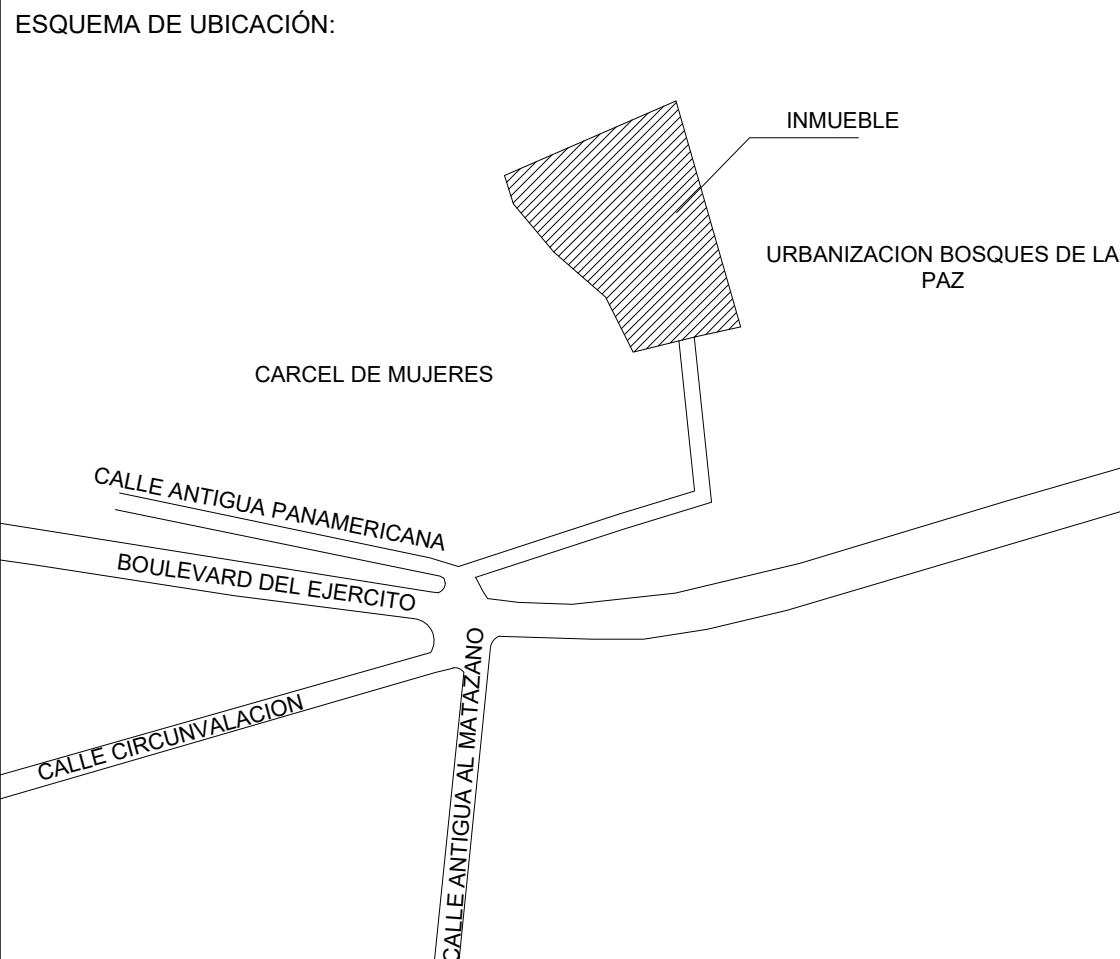 ESQUEMA DE UBICACIÓN:
INMUEBLE
URBANIZACION BOSQUES DE LA
PAZ
CARCEL DE MUJERES
CALLE ANTIGUA PANAMERICANA
BOULEVARD DEL EJERCITO
CALLE CIRCUNVALACION
CALLE ANTIGUA AL MATAZANO